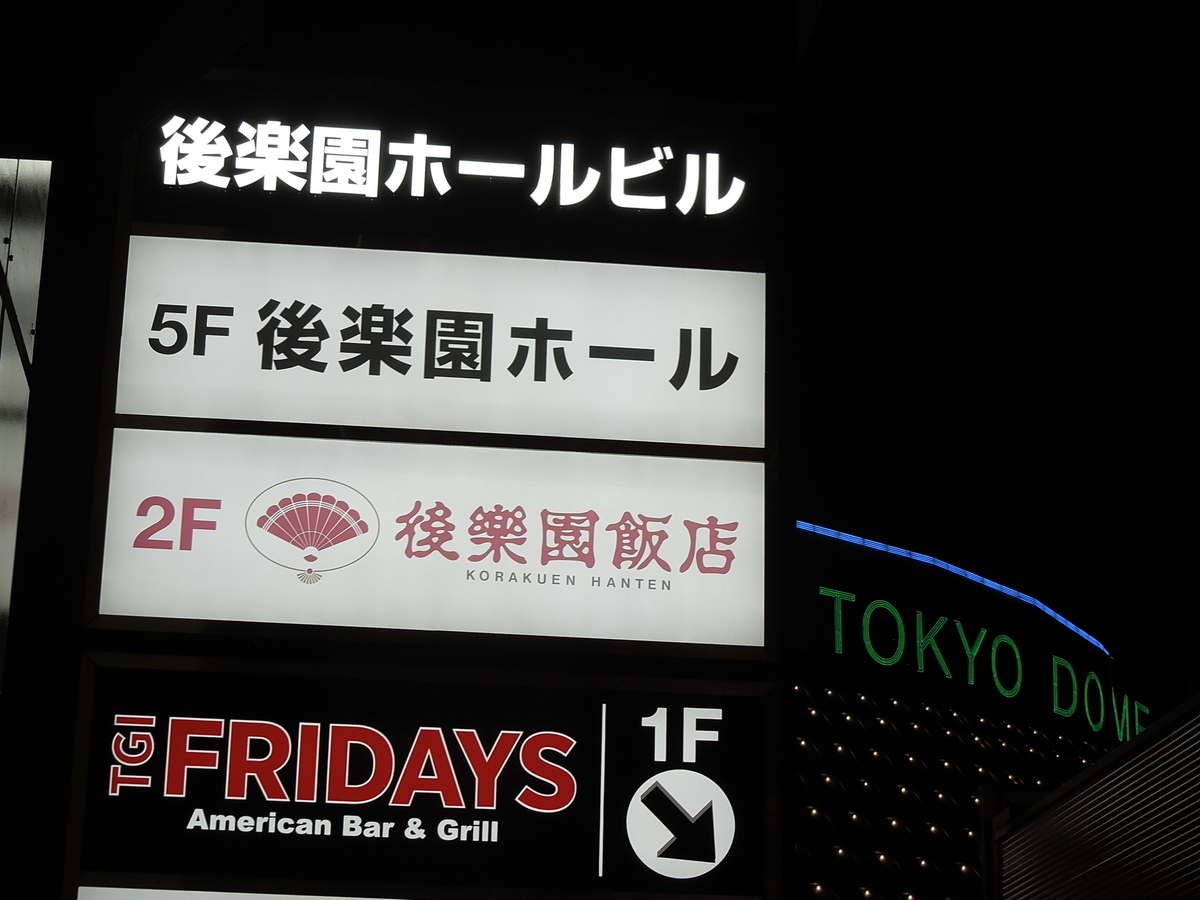 後楽園ホールビル
5F 後楽園ホール
2F 後樂園飯店
KORAKUEN HANTEN
TGI FRIDAYS
American Bar & Grill
1F
TOKYO DOME